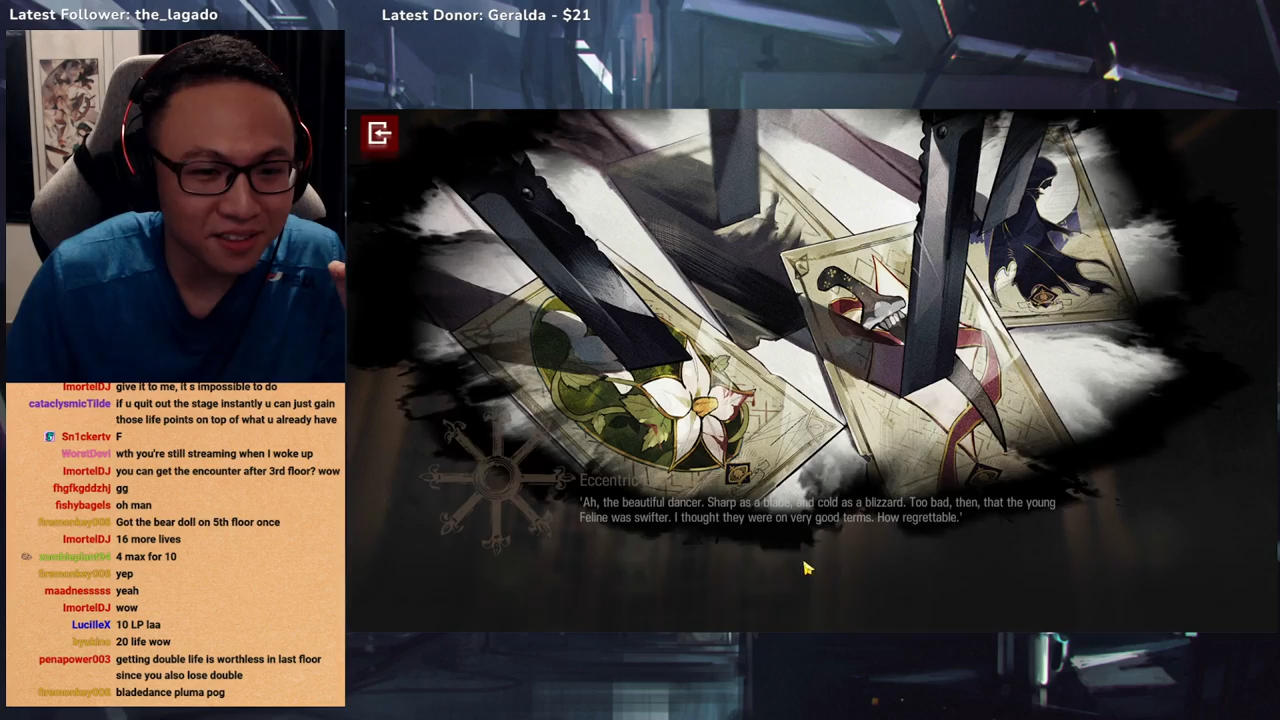 Latest Follower: the_lagado
Latest Donor: Geralda - $21
ImortelDJ give it to me, it s impossible to do
cataclysmicTilde if u quit out the stage instantly u can just gain
those life points on top of what u already have
Sn1ckertv F
WorstDevi wth you're still streaming when I woke up
ImortelDJ you can get the encounter after 3rd floor? wow
fhgfkgddzhj gg
fishybagels oh man
firemonkey006 Got the bear doll on 5th floor once
ImortelDJ 16 more lives
4 max for 10
firemonkey006 yep
maadnesssss yeah
ImortelDJ wow
LucilleX 10 LP laa
20 life wow
penapower003 getting double life is worthless in last floor
since you also lose double
firemonkey006 bladedance pluma pog
Eccentric
'Ah, the beautiful dancer. Sharp as a blade, and cold as a blizzard. Too bad, then, that the young
Feline was swifter. I thought they were on very good terms. How regrettable.'